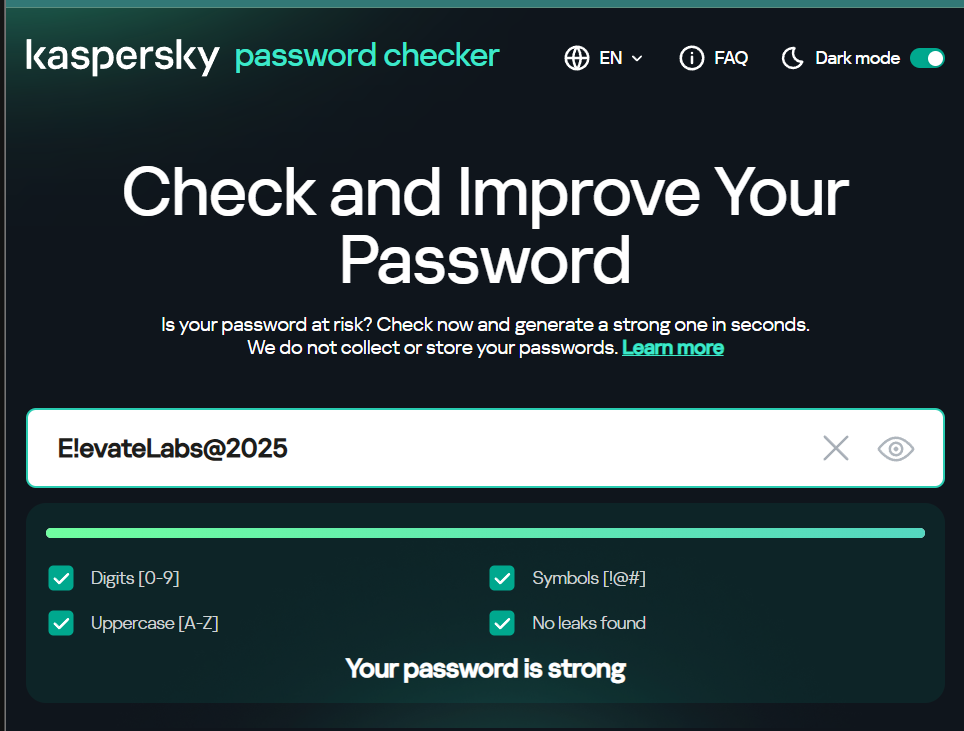 kaspersky password checker EN FAQ Dark mode
Check and Improve Your
Password
Is your password at risk? Check now and generate a strong one in seconds.
We do not collect or store your passwords. Learn more
E!evateLabs@2025
Digits [0-9] Symbols [!@#]
Uppercase [A-Z] No leaks found
Your password is strong